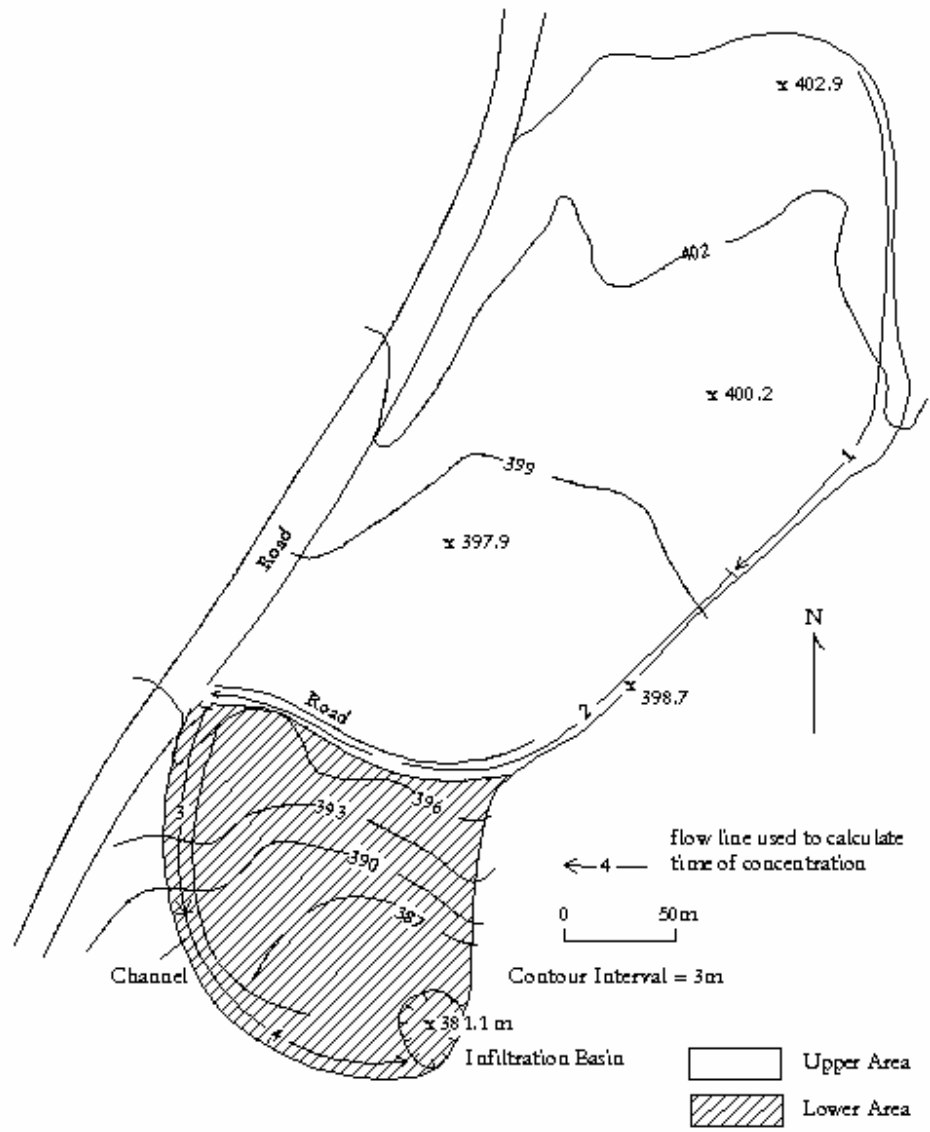 x 402.9
402
x 400.2
1
399
Road
x 397.9
N
x 398.7
2
Road
3
396
393
390
387
flow line used to calculate
← 4 time of concentration
0 50m
Channel
Contour Interval = 3m
x 381.1 m
4
Infiltration Basin
Upper Area
Lower Area